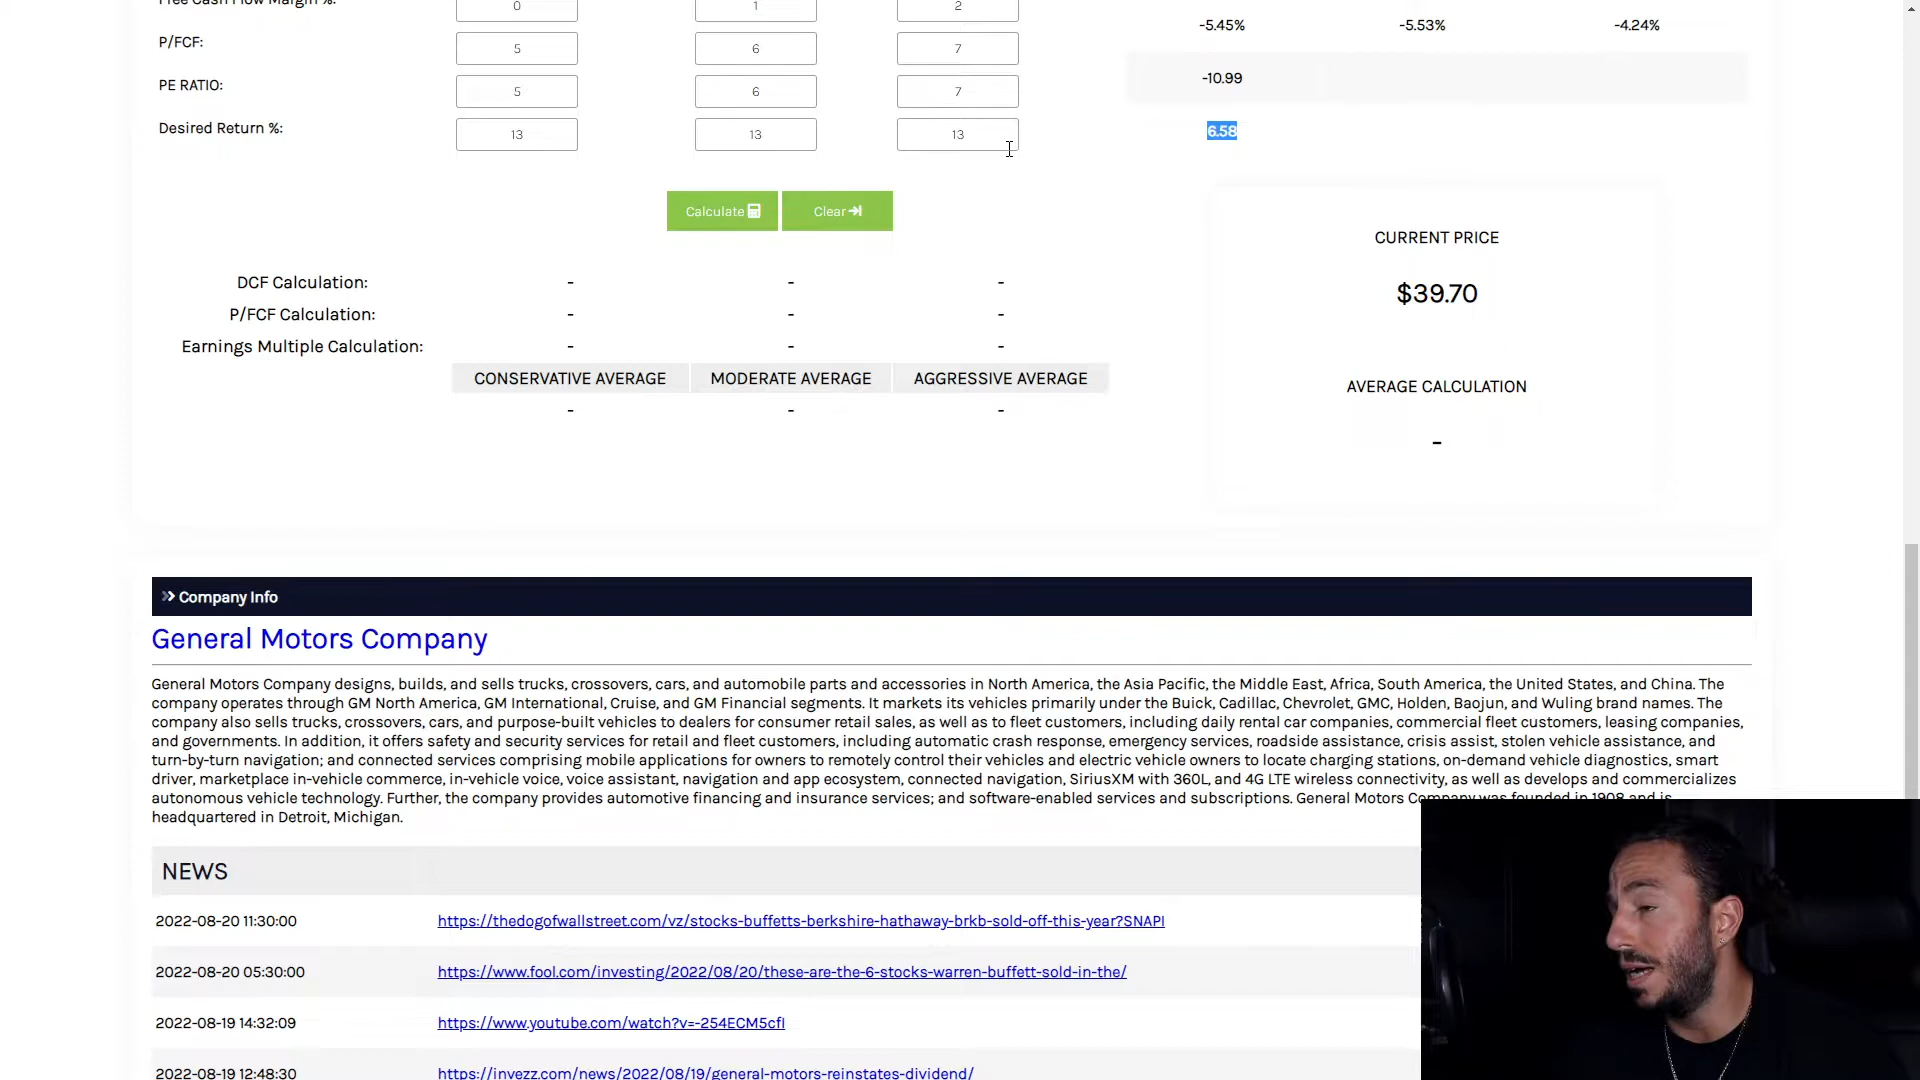 Free Cash Flow Margin %: 0 1 2
-5.45% -5.53% -4.24%
P/FCF: 5 6 7
-10.99
PE RATIO: 5 6 7
Desired Return %: 13 13 13
6.58
Calculate Clear
CURRENT PRICE
$39.70
DCF Calculation: - - -
P/FCF Calculation: - - -
Earnings Multiple Calculation: - - -
CONSERVATIVE AVERAGE MODERATE AVERAGE AGGRESSIVE AVERAGE
- - -
AVERAGE CALCULATION
-
Company Info
General Motors Company
General Motors Company designs, builds, and sells trucks, crossovers, cars, and automobile parts and accessories in North America, the Asia Pacific, the Middle East, Africa, South America, the United States, and China. The
company operates through GM North America, GM International, Cruise, and GM Financial segments. It markets its vehicles primarily under the Buick, Cadillac, Chevrolet, GMC, Holden, Baojun, and Wuling brand names. The
company also sells trucks, crossovers, cars, and purpose-built vehicles to dealers for consumer retail sales, as well as to fleet customers, including daily rental car companies, commercial fleet customers, leasing companies,
and governments. In addition, it offers safety and security services for retail and fleet customers, including automatic crash response, emergency services, roadside assistance, crisis assist, stolen vehicle assistance, and
turn-by-turn navigation; and connected services comprising mobile applications for owners to remotely control their vehicles and electric vehicle owners to locate charging stations, on-demand vehicle diagnostics, smart
driver, marketplace in-vehicle commerce, in-vehicle voice, voice assistant, navigation and app ecosystem, connected navigation, SiriusXM with 360L, and 4G LTE wireless connectivity, as well as develops and commercializes
autonomous vehicle technology. Further, the company provides automotive financing and insurance services; and software-enabled services and subscriptions. General Motors Company was founded in 1908 and is
headquartered in Detroit, Michigan.
NEWS
2022-08-20 11:30:00 https://thedogofwallstreet.com/vz/stocks-buffetts-berkshire-hathaway-brkb-sold-off-this-year?SNAPI
2022-08-20 05:30:00 https://www.fool.com/investing/2022/08/20/these-are-the-6-stocks-warren-buffett-sold-in-the/
2022-08-19 14:32:09 https://www.youtube.com/watch?v=-254ECM5cfI
2022-08-19 12:48:30 https://invezz.com/news/2022/08/19/general-motors-reinstates-dividend/